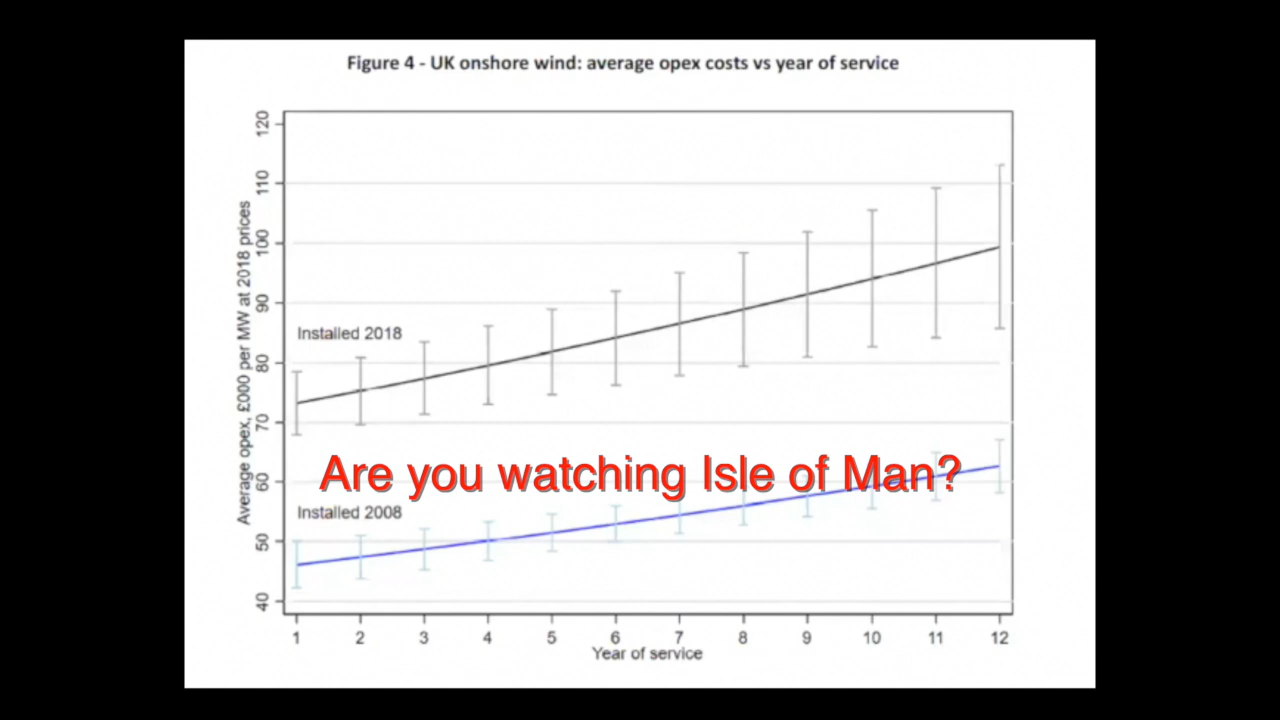 Figure 4 - UK onshore wind: average opex costs vs year of service
Average opex, £000 per MW at 2018 prices
120
110
100
90
80
70
60
50
40
Installed 2018
Are you watching Isle of Man?
Installed 2008
1 2 3 4 5 6 7 8 9 10 11 12
Year of service